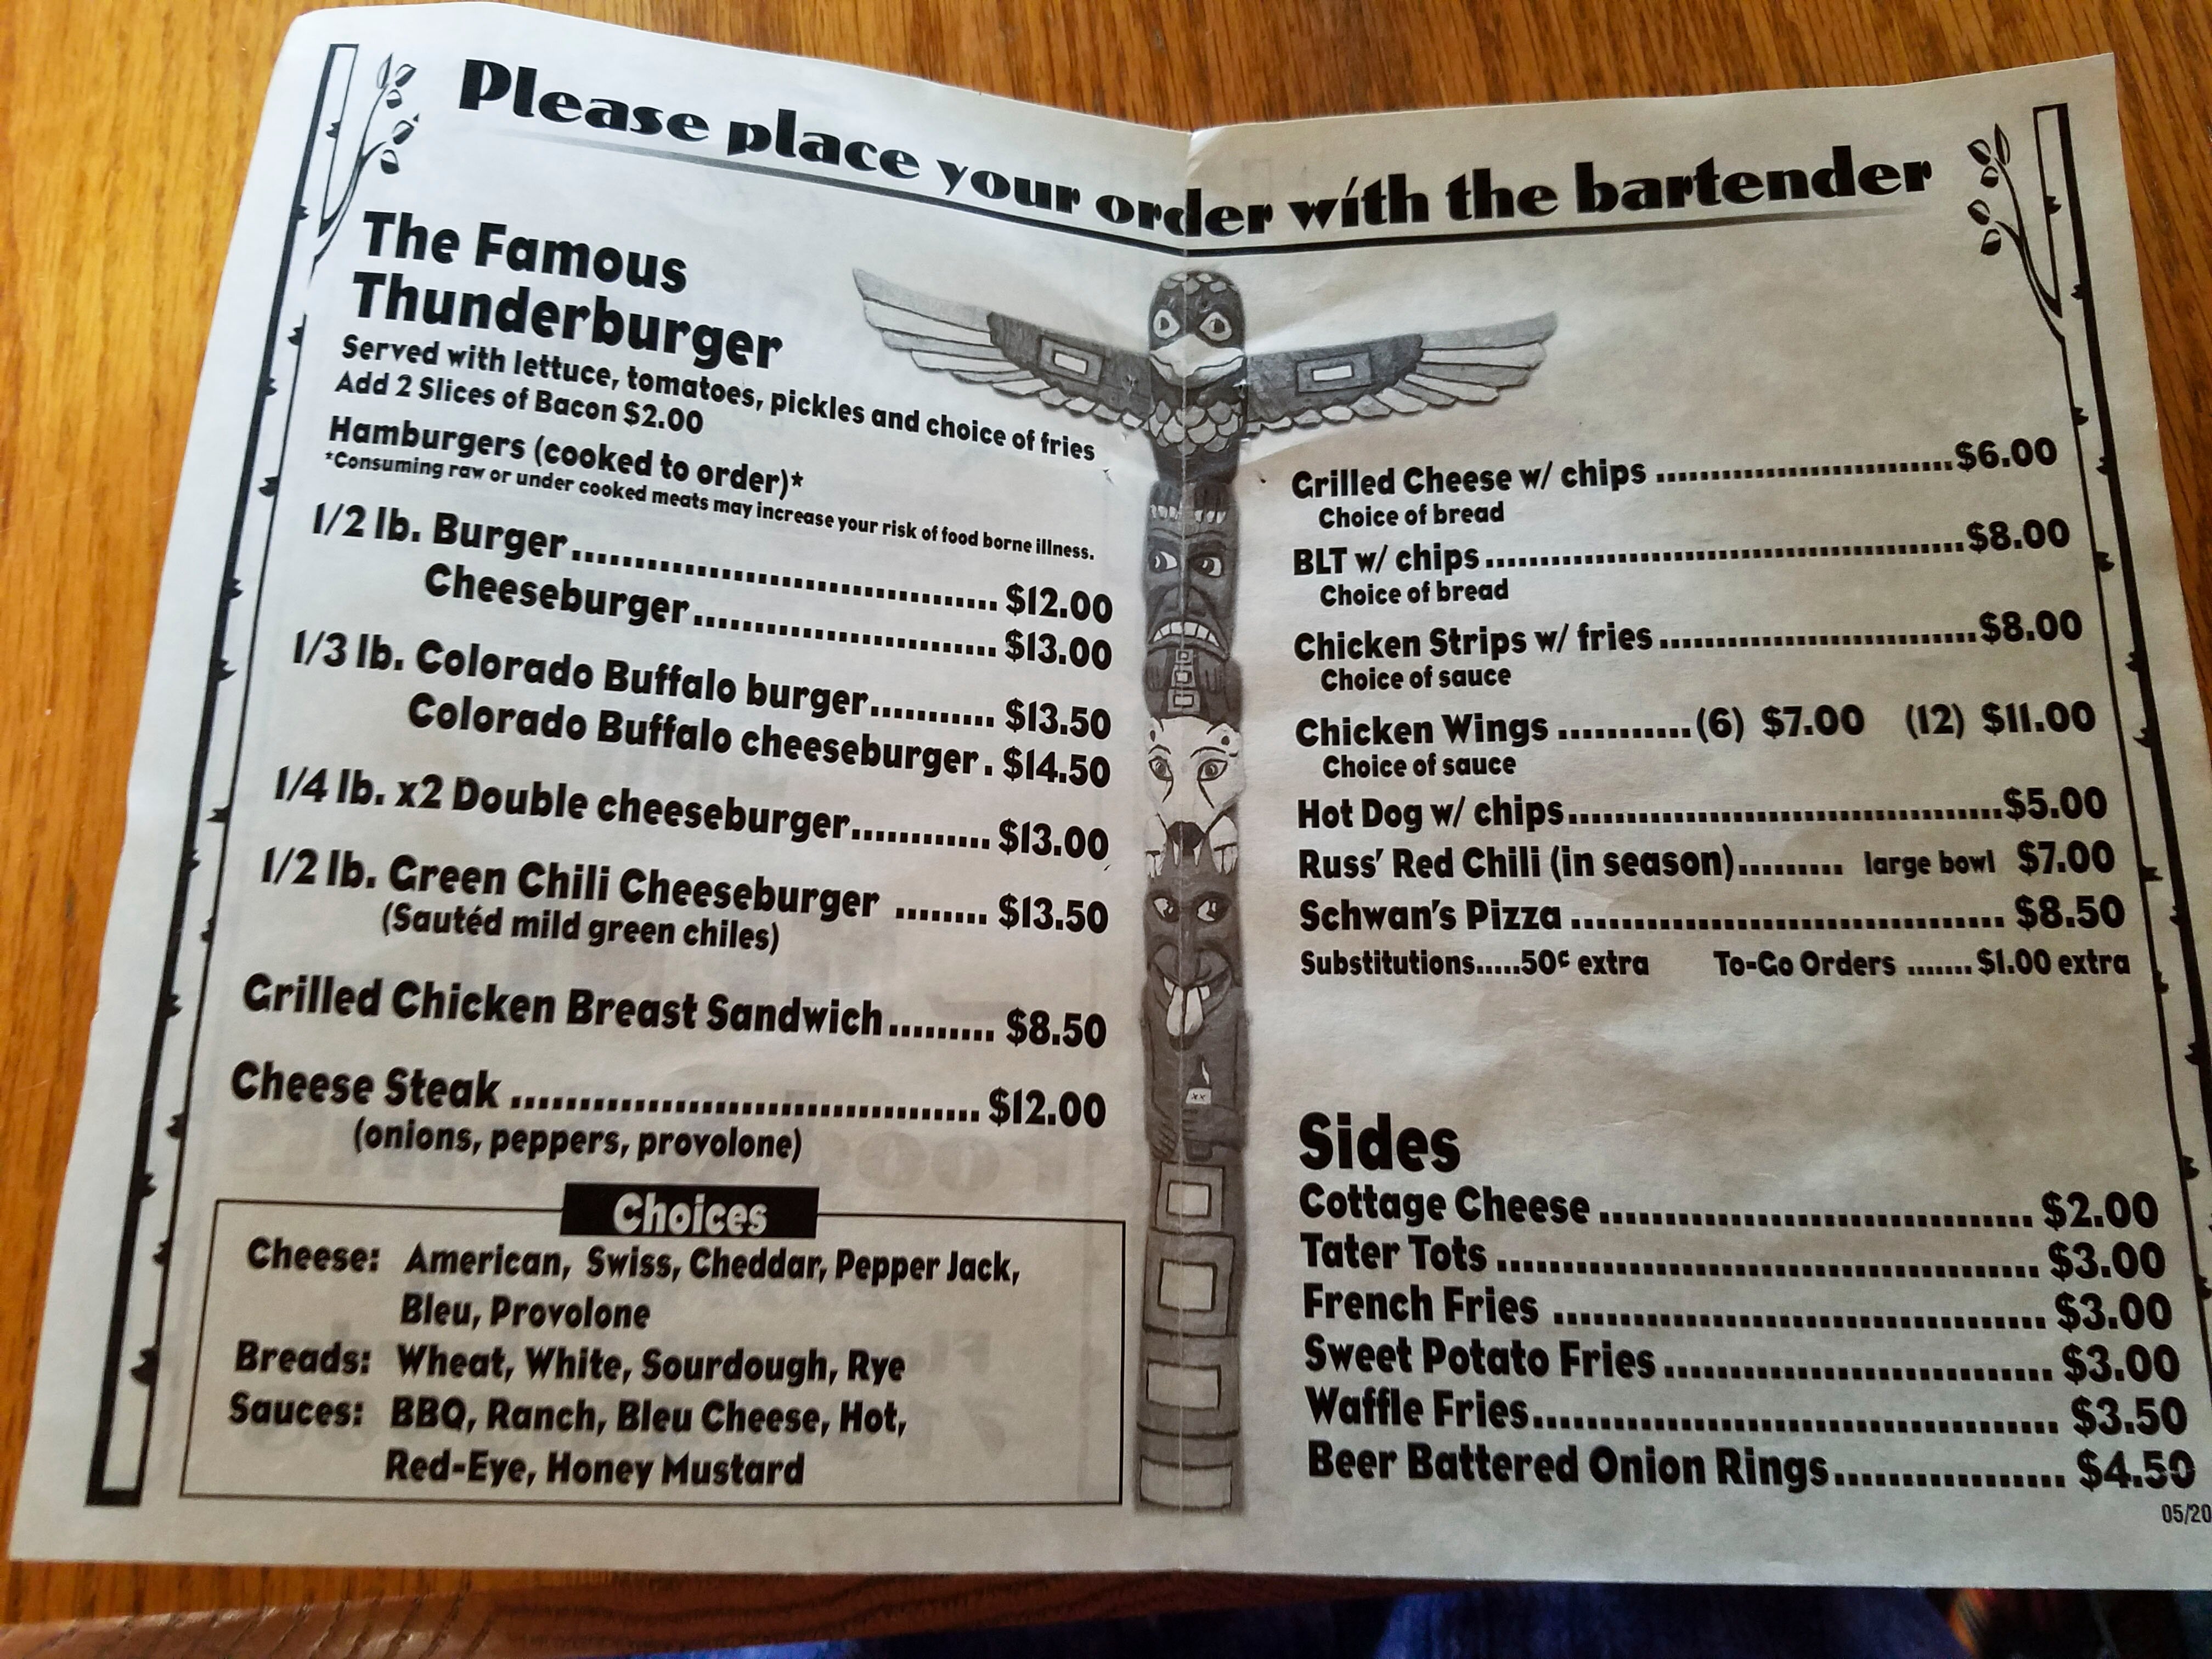 Please place your order with the bartender
The Famous
Thunderburger
Served with lettuce, tomatoes, pickles and choice of fries
Add 2 Slices of Bacon $2.00
Hamburgers (cooked to order)*
*Consuming raw or under cooked meats may increase your risk of food borne illness.
1/2 lb. Burger................................. $12.00
Cheeseburger........................ $13.00
1/3 lb. Colorado Buffalo burger........... $13.50
Colorado Buffalo cheeseburger . $14.50
1/4 lb. x2 Double cheeseburger............ $13.00
1/2 lb. Green Chili Cheeseburger ........ $13.50
(Sautéd mild green chiles)
Grilled Chicken Breast Sandwich......... $8.50
Cheese Steak .................................. $12.00
(onions, peppers, provolone)
Choices
Cheese: American, Swiss, Cheddar, Pepper Jack,
Bleu, Provolone
Breads: Wheat, White, Sourdough, Rye
Sauces: BBQ, Ranch, Bleu Cheese, Hot,
Red-Eye, Honey Mustard
Grilled Cheese w/ chips ..........................$6.00
Choice of bread
BLT w/ chips..........................................$8.00
Choice of bread
Chicken Strips w/ fries............................$8.00
Choice of sauce
Chicken Wings ...........(6) $7.00 (12) $11.00
Choice of sauce
Hot Dog w/ chips.....................................$5.00
Russ' Red Chili (in season)......... large bowl $7.00
Schwan's Pizza ..................................... $8.50
Substitutions.....50¢ extra To-Go Orders ....... $1.00 extra
Sides
Cottage Cheese .................................. $2.00
Tater Tots .......................................... $3.00
French Fries ...................................... $3.00
Sweet Potato Fries.............................. $3.00
Waffle Fries........................................ $3.50
Beer Battered Onion Rings.................. $4.50
05/20